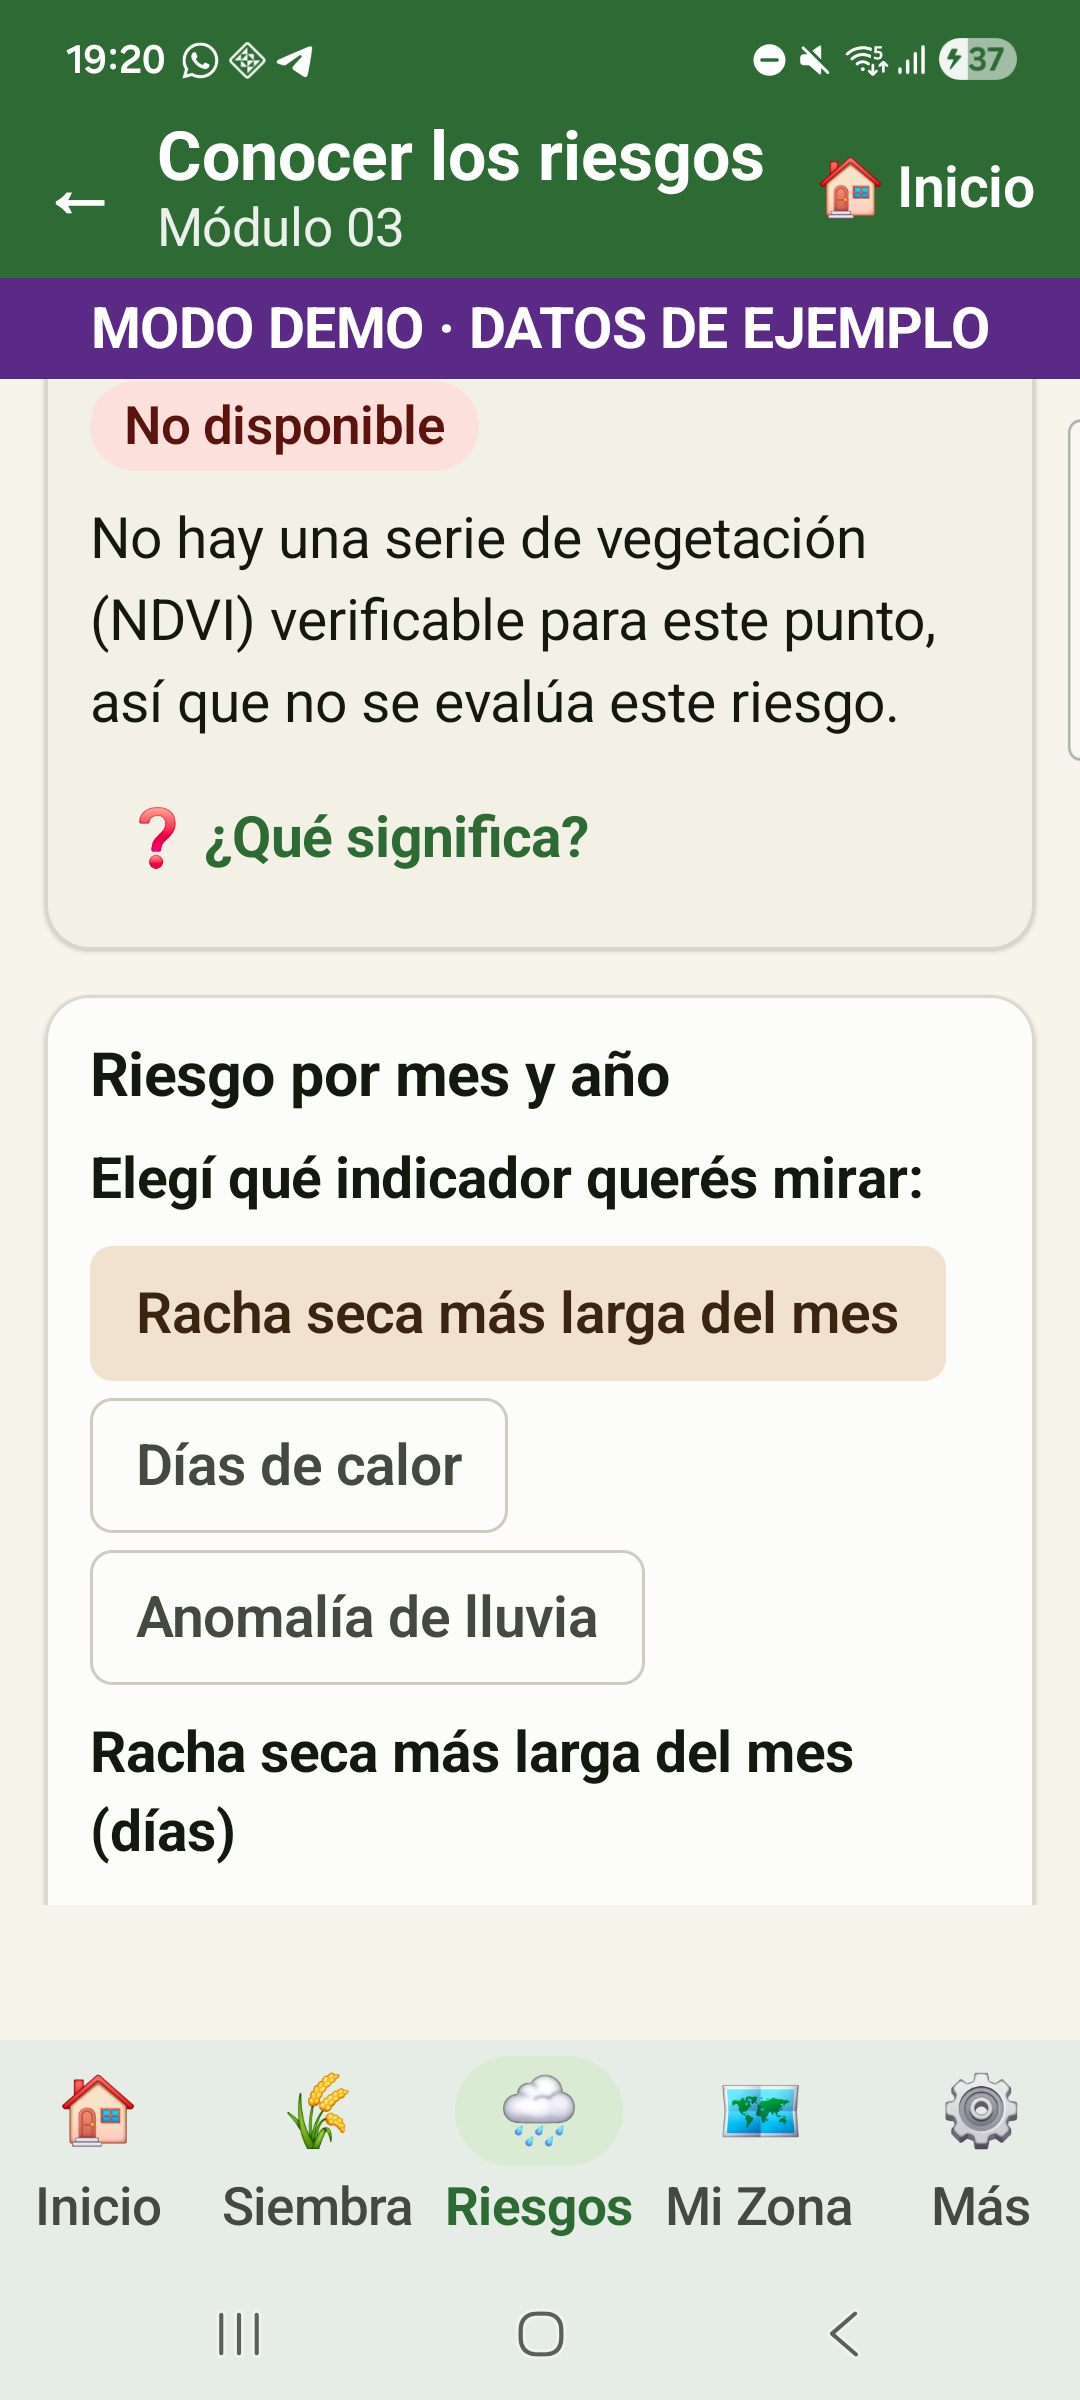 19:20
5
37
←
Conocer los riesgos
Módulo 03
Inicio
MODO DEMO · DATOS DE EJEMPLO
No disponible
No hay una serie de vegetación
(NDVI) verificable para este punto,
así que no se evalúa este riesgo.
❓ ¿Qué significa?
Riesgo por mes y año
Elegí qué indicador querés mirar:
Racha seca más larga del mes
Días de calor
Anomalía de lluvia
Racha seca más larga del mes
(días)
Inicio
Siembra
Riesgos
Mi Zona
Más